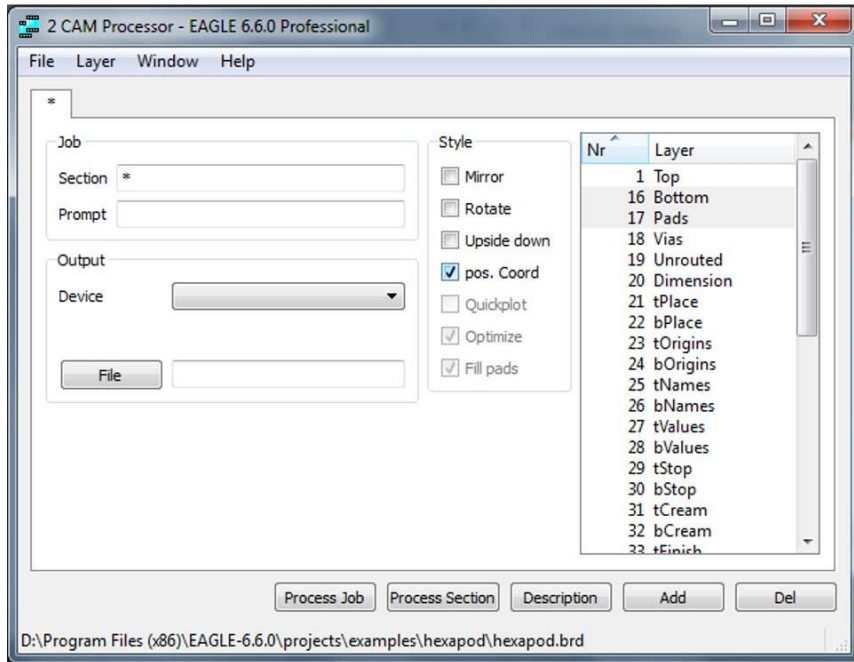 2 CAM Processor - EAGLE 6.6.0 Professional
File Layer Window Help
*
Job
Section *
Prompt
Output
Device
File
Style
Mirror
Rotate
Upside down
pos. Coord
Quickplot
Optimize
Fill pads
Nr Layer
1 Top
16 Bottom
17 Pads
18 Vias
19 Unrouted
20 Dimension
21 tPlace
22 bPlace
23 tOrigins
24 bOrigins
25 tNames
26 bNames
27 tValues
28 bValues
29 tStop
30 bStop
31 tCream
32 bCream
33 tFinish
Process Job Process Section Description Add Del
D:\Program Files (x86)\EAGLE-6.6.0\projects\examples\hexapod\hexapod.brd